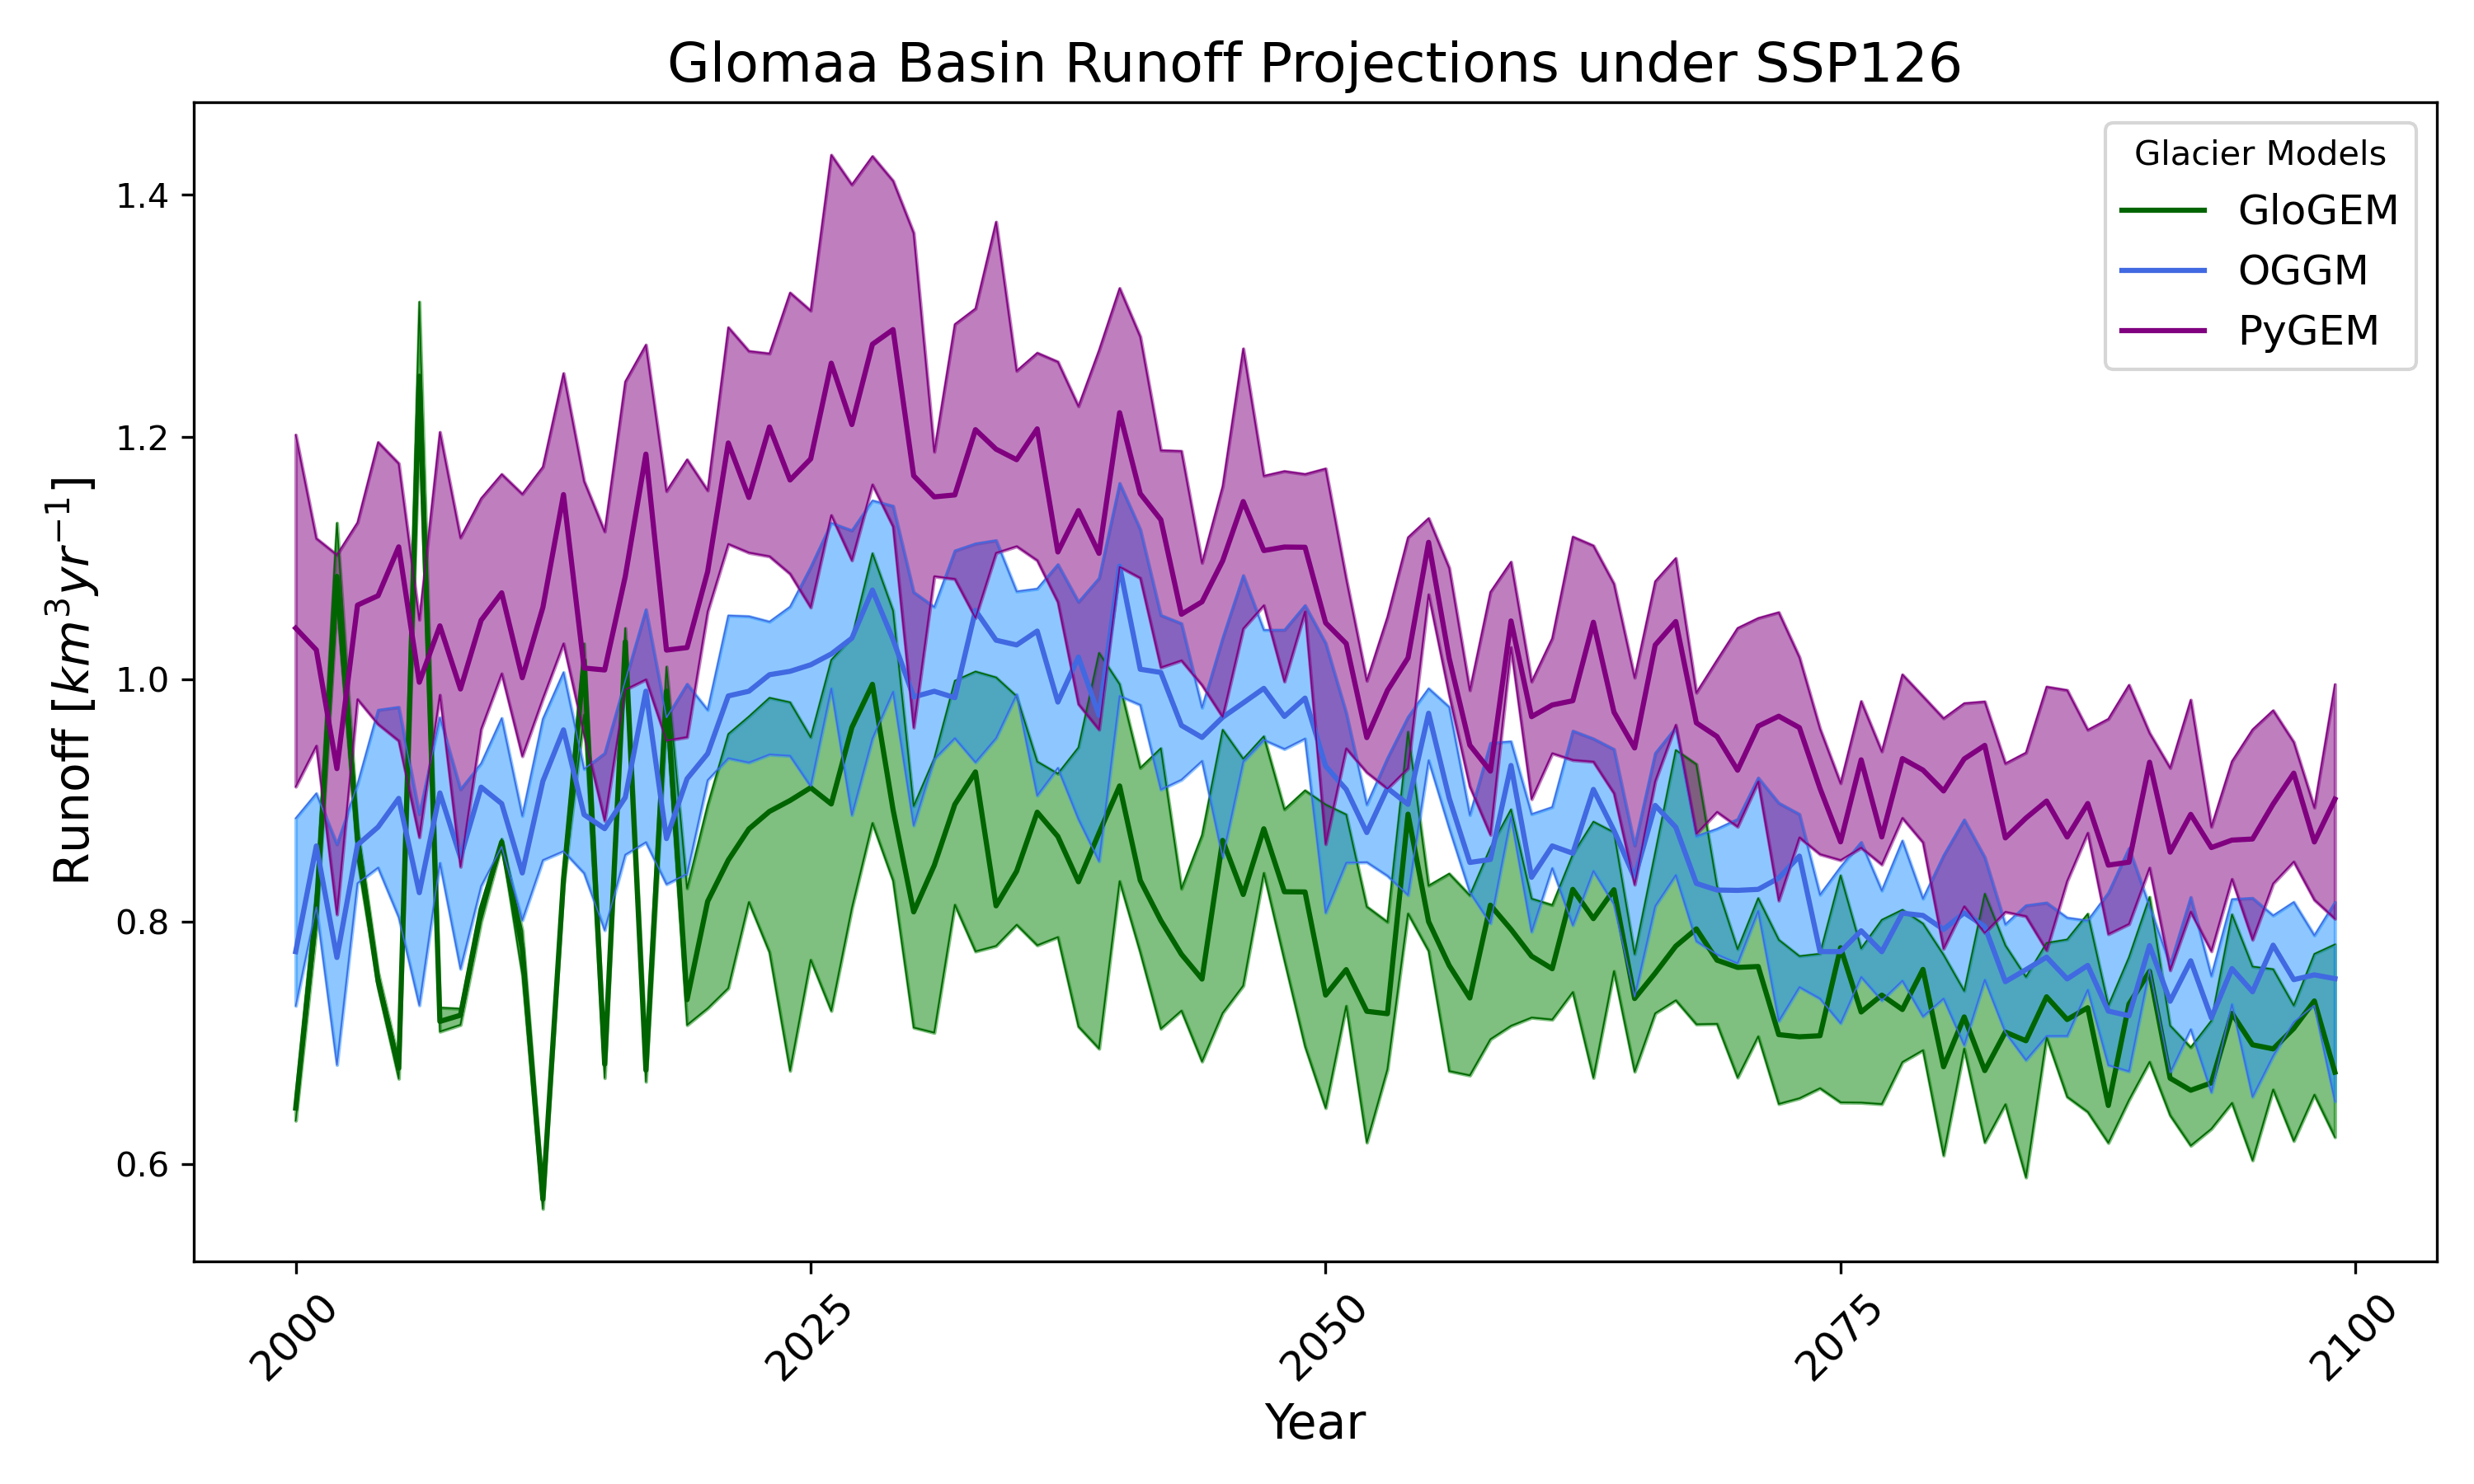 Glomaa Basin Runoff Projections under SSP126
Glacier Models
GloGEM
OGGM
PyGEM
1.4
1.2
1.0
0.8
0.6
Runoff [km³yr⁻¹]
2000
2025
2050
2075
2100
Year